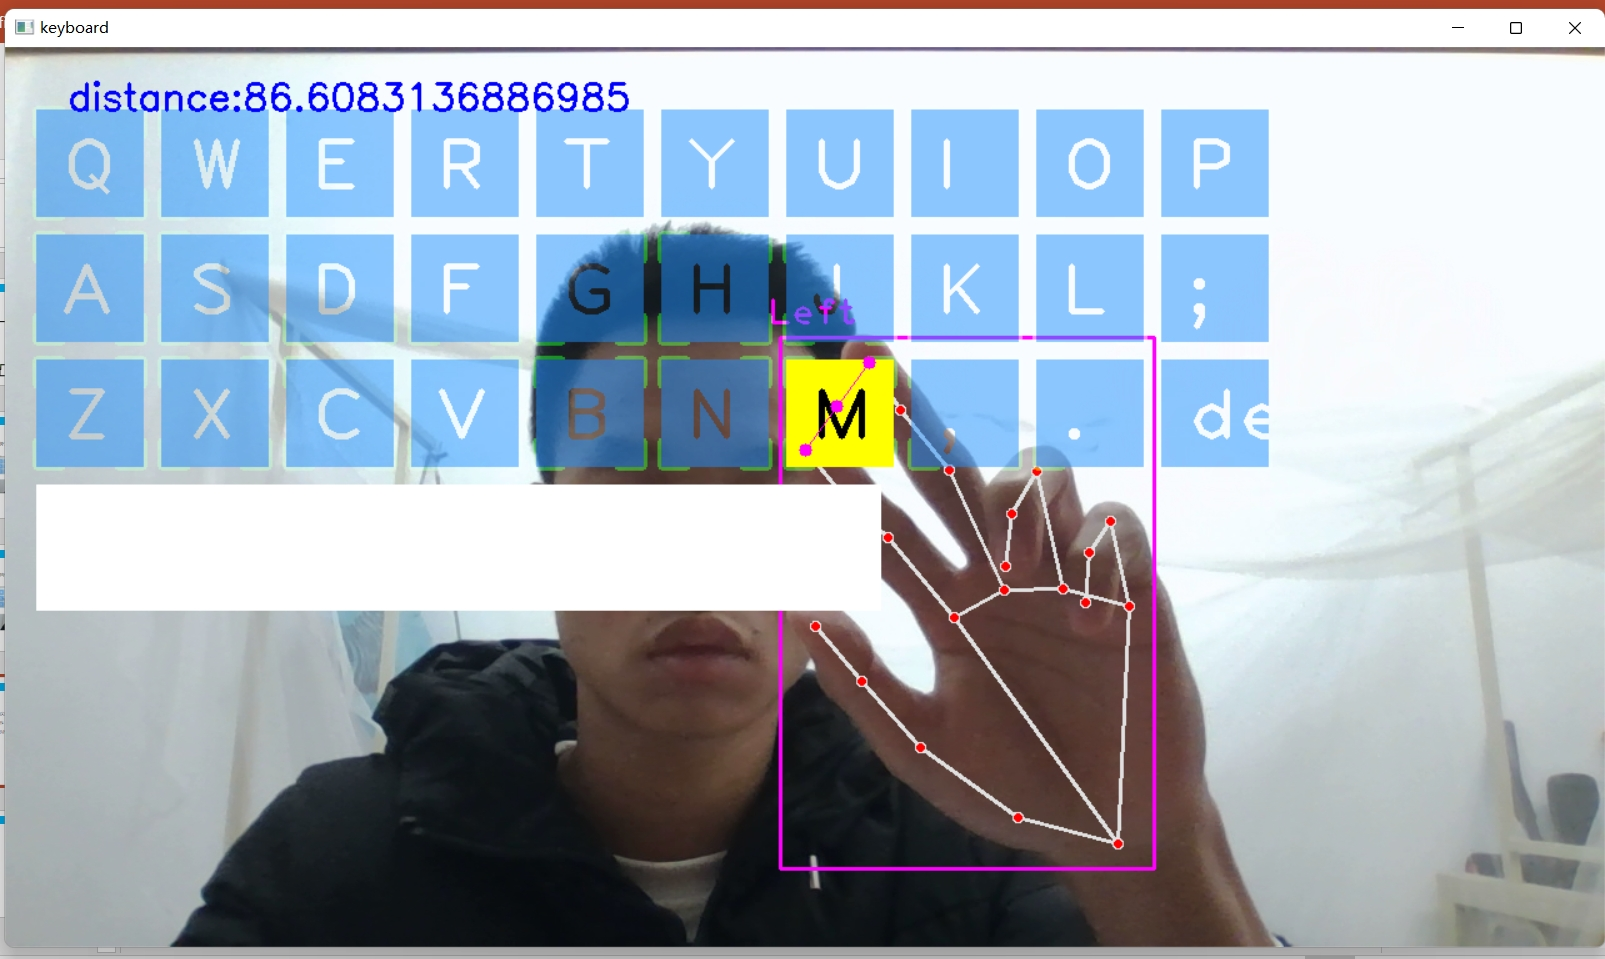 keyboard
distance:86.6083136886985
Q W E R T Y U I O P
A S D F G H J K L ;
Left
Z X C V B N M , . de